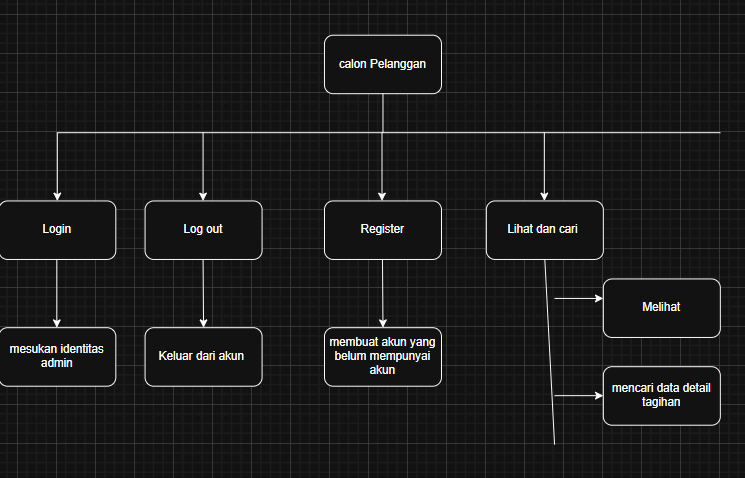 calon Pelanggan
Login
Log out
Register
Lihat dan cari
Melihat
mesukan identitas
admin
Keluar dari akun
membuat akun yang
belum mempunyai
akun
mencari data detail
tagihan